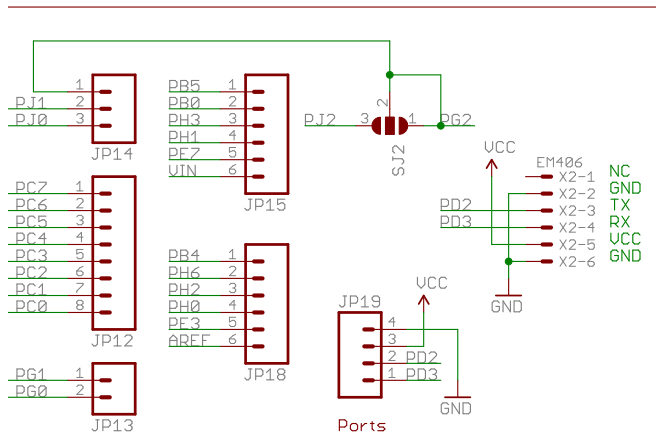 1
PJ1 2
PJ0 3
JP14
PB5 1
PB0 2
PH3 3
PH1 4
PE7 5
VIN 6
JP15
PJ2 3 2 1 PG2
SJ2
VCC
EM406
X2-1 NC
X2-2 GND
PD2 X2-3 TX
PD3 X2-4 RX
X2-5 VCC
X2-6 GND
GND
PC7 1
PC6 2
PC5 3
PC4 4
PC3 5
PC2 6
PC1 7
PC0 8
JP12
PB4 1
PH6 2
PH2 3
PH0 4
PE3 5
AREF 6
JP18
VCC
JP19
4
3
2 PD2
1 PD3
GND
PG1 1
PG0 2
JP13
Ports